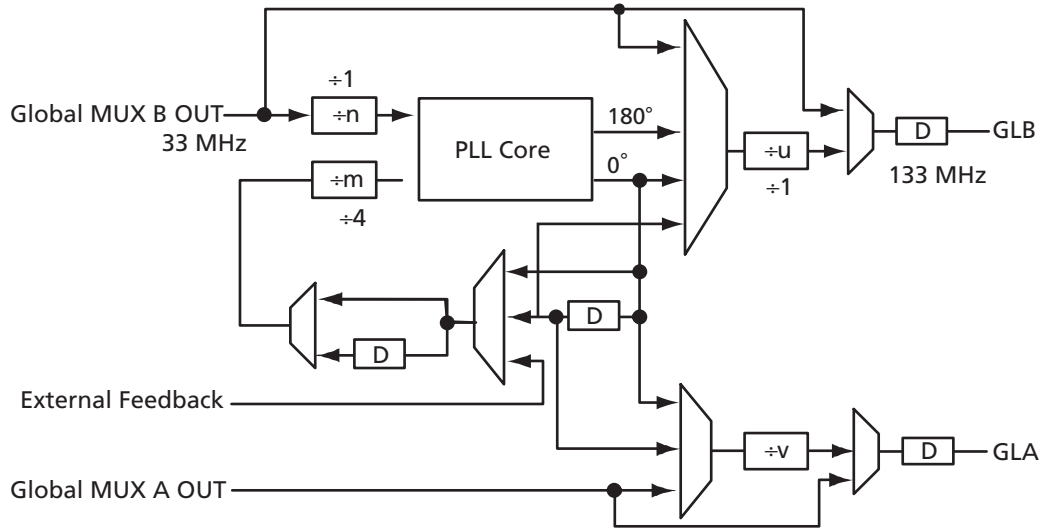 ÷1
Global MUX B OUT
÷n
180°
PLL Core
÷u
GLB
33 MHz
D
133 MHz
0°
÷m
÷4
÷1
D
D
External Feedback
÷v
D
GLA
Global MUX A OUT